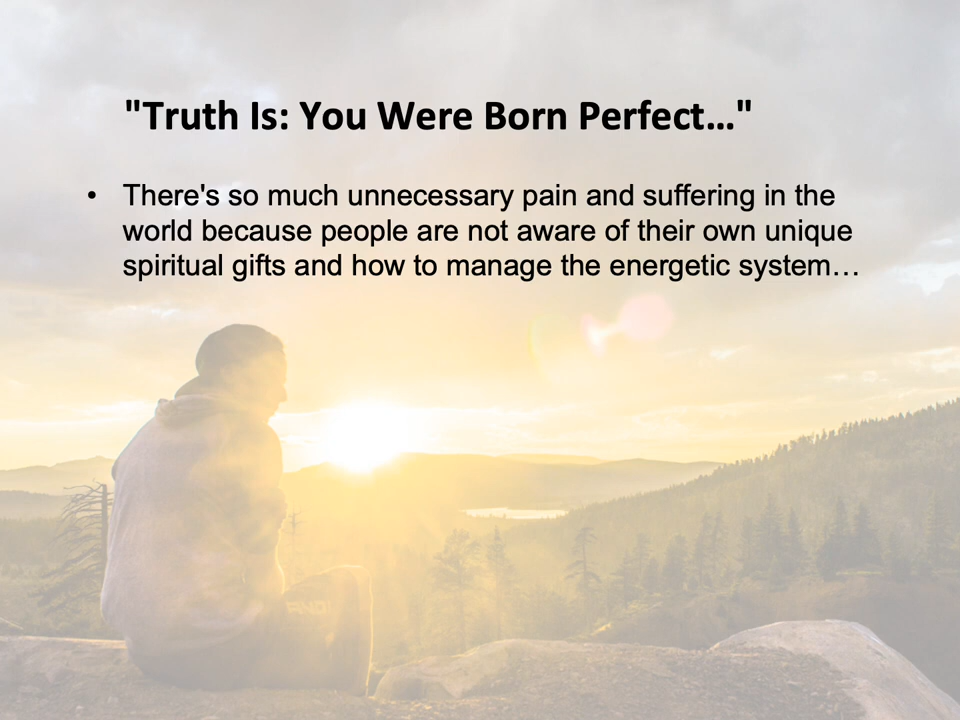 "Truth Is: You Were Born Perfect…"
• There's so much unnecessary pain and suffering in the
world because people are not aware of their own unique
spiritual gifts and how to manage the energetic system…